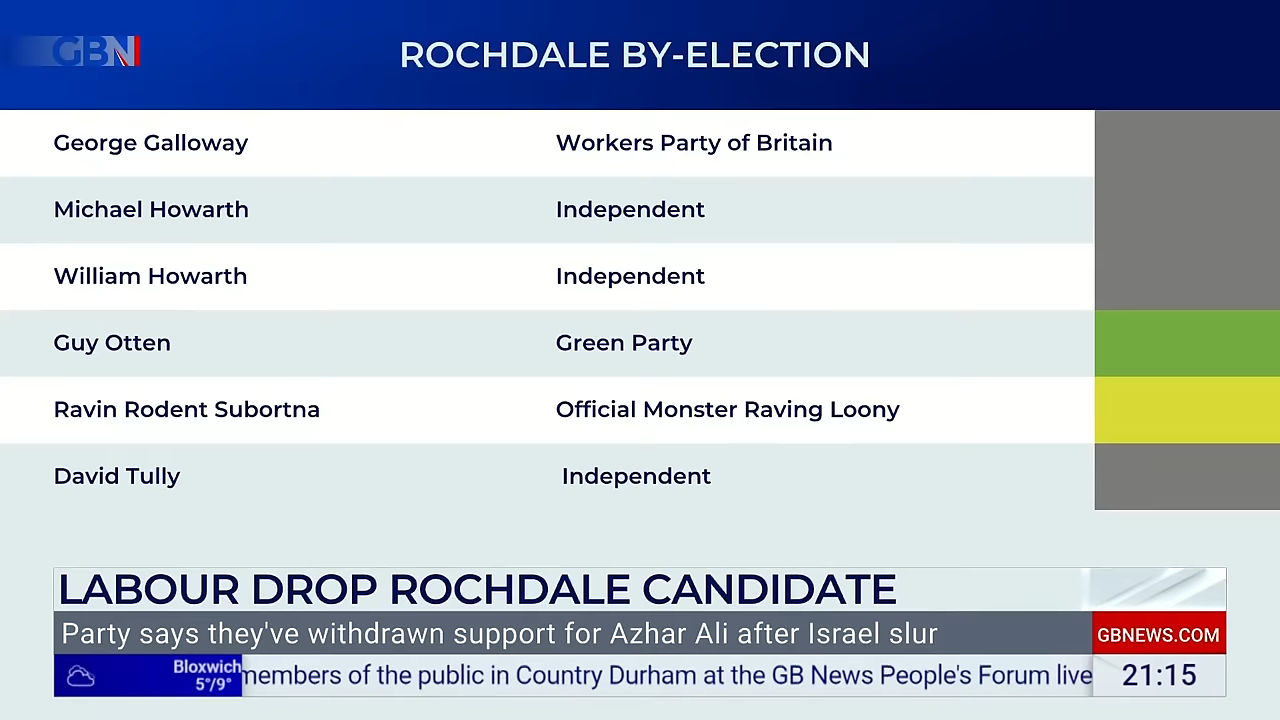 GBN
ROCHDALE BY-ELECTION
George Galloway Workers Party of Britain
Michael Howarth Independent
William Howarth Independent
Guy Otten Green Party
Ravin Rodent Subortna Official Monster Raving Loony
David Tully Independent
LABOUR DROP ROCHDALE CANDIDATE
Party says they've withdrawn support for Azhar Ali after Israel slur
GBNEWS.COM
Bloxwich
5°/9°
members of the public in Country Durham at the GB News People's Forum live
21:15